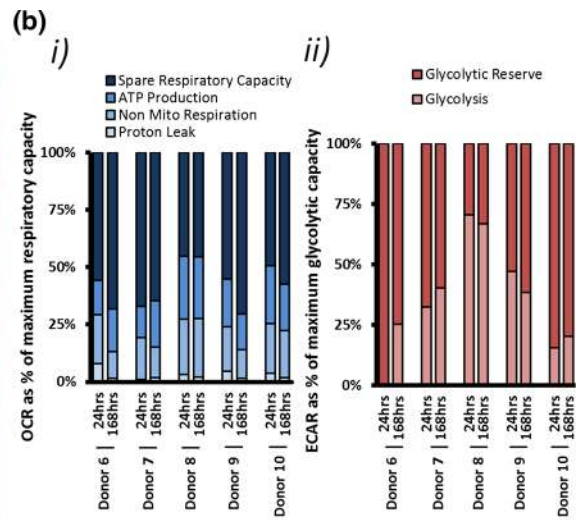 (b)
i)
Spare Respiratory Capacity
ATP Production
Non Mito Respiration
Proton Leak
OCR as % of maximum respiratory capacity
100%
75%
50%
25%
0%
24hrs
168hrs
24hrs
168hrs
24hrs
168hrs
24hrs
168hrs
24hrs
168hrs
Donor 6
Donor 7
Donor 8
Donor 9
Donor 10
ii)
Glycolytic Reserve
Glycolysis
ECAR as % of maximum glycolytic capacity
100%
75%
50%
25%
0%
24hrs
168hrs
24hrs
168hrs
24hrs
168hrs
24hrs
168hrs
24hrs
168hrs
Donor 6
Donor 7
Donor 8
Donor 9
Donor 10